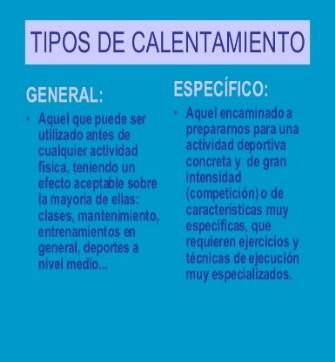 TIPOS DE CALENTAMIENTO
GENERAL:
• Aquel que puede ser
utilizado antes de
cualquier actividad
física, teniendo un
efecto aceptable sobre
la mayoría de ellas:
clases, mantenimiento,
entrenamientos en
general, deportes a
nivel medio...
ESPECÍFICO:
• Aquel encaminado a
prepararnos para una
actividad deportiva
concreta y de gran
intensidad
(competición) o de
características muy
específicas, que
requieren ejercicios y
técnicas de ejecución
muy especializados.